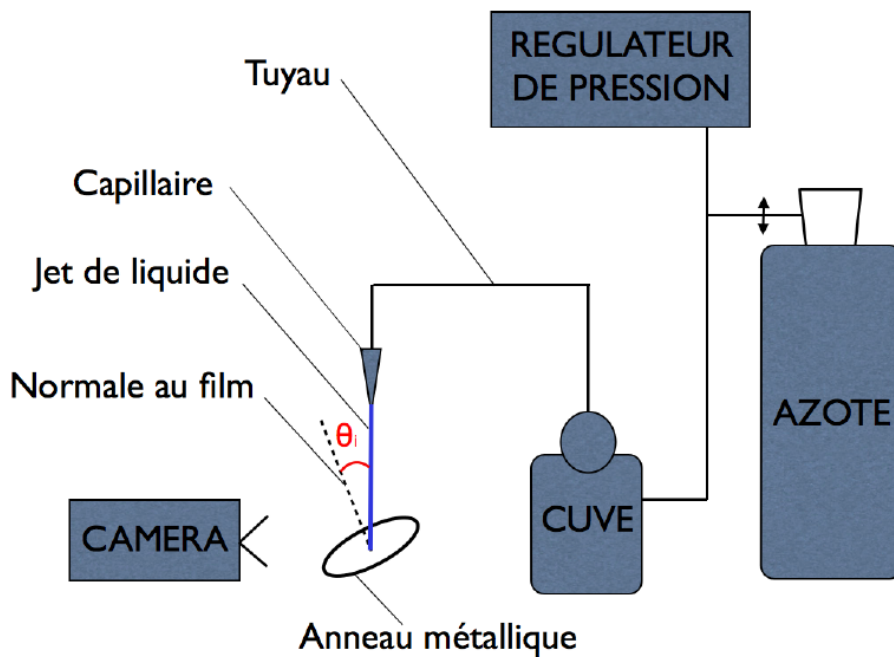 REGULATEUR
DE PRESSION
Tuyau
Capillaire
Jet de liquide
Normale au film
θi
AZOTE
CAMERA
CUVE
Anneau métallique